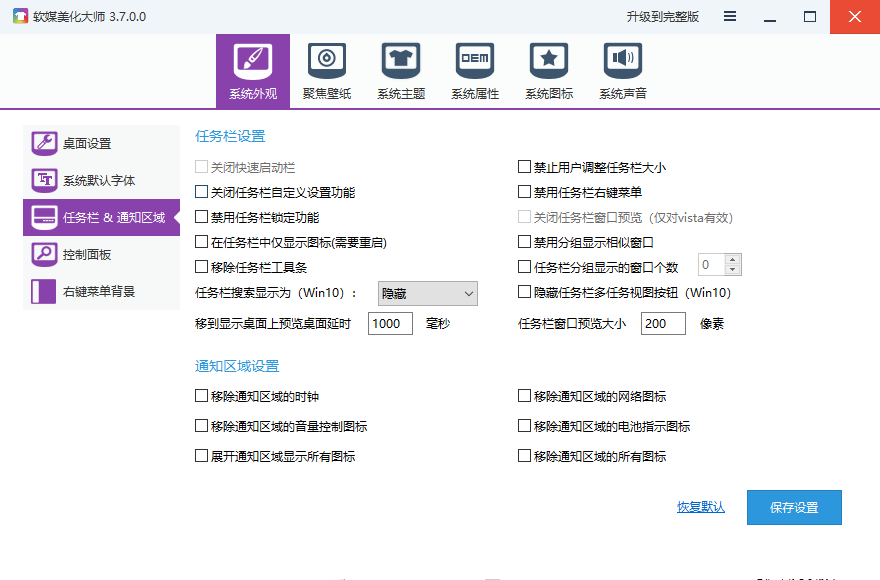 软媒美化大师 3.7.0.0
升级到完整版
系统外观
聚焦壁纸
系统主题
OEM
系统属性
系统图标
系统声音
桌面设置
系统默认字体
任务栏 & 通知区域
控制面板
右键菜单背景
任务栏设置
关闭快速启动栏
禁止用户调整任务栏大小
关闭任务栏自定义设置功能
禁用任务栏右键菜单
禁用任务栏锁定功能
关闭任务栏窗口预览（仅对vista有效）
在任务栏中仅显示图标(需要重启)
禁用分组显示相似窗口
移除任务栏工具条
任务栏分组显示的窗口个数 0
任务栏搜索显示为（Win10）: 隐藏
隐藏任务栏多任务视图按钮（Win10）
移到显示桌面上预览桌面延时 1000 毫秒
任务栏窗口预览大小 200 像素
通知区域设置
移除通知区域的时钟
移除通知区域的网络图标
移除通知区域的音量控制图标
移除通知区域的电池指示图标
展开通知区域显示所有图标
移除通知区域的所有图标
恢复默认
保存设置